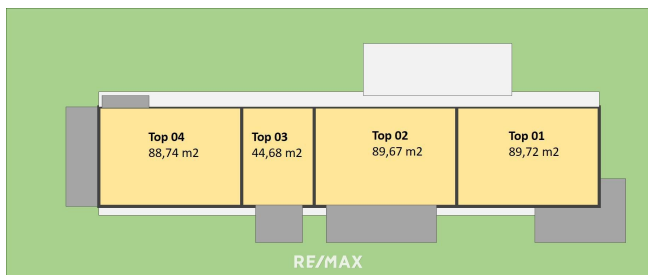 Top 04
88,74 m2
Top 03
44,68 m2
Top 02
89,67 m2
Top 01
89,72 m2
RE/MAX